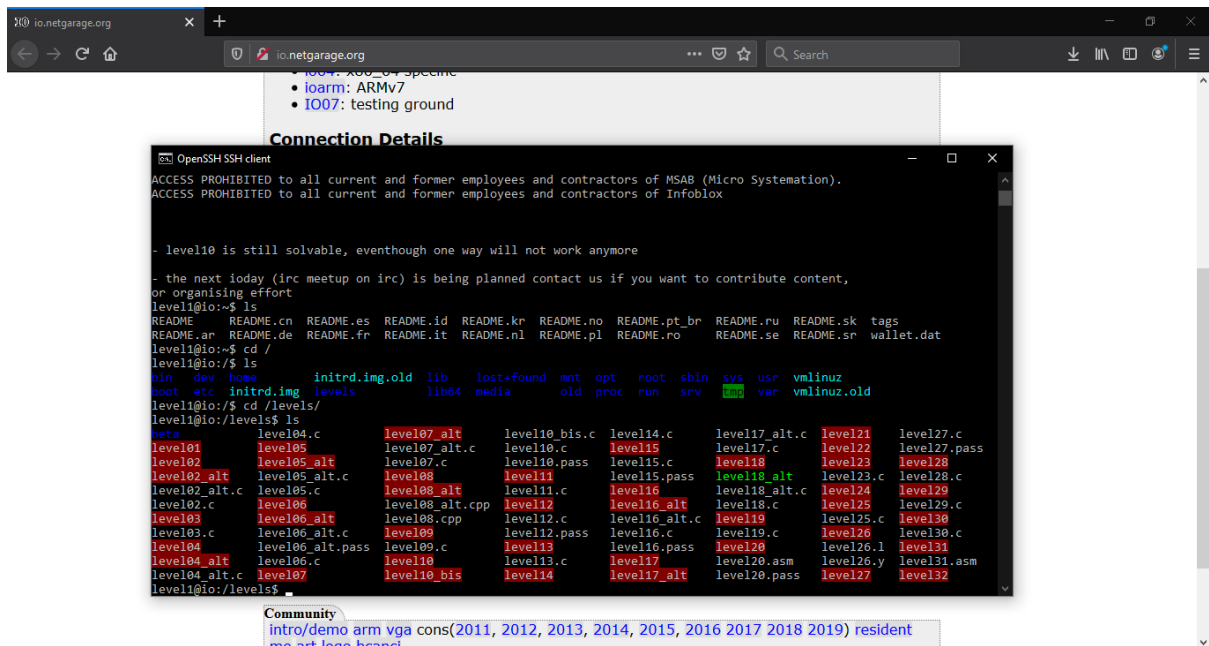 io.netgarage.org
io.netgarage.org
Search
io64: x86_64 specific
ioarm: ARMv7
IO07: testing ground
Connection Details
OpenSSH SSH client
ACCESS PROHIBITED to all current and former employees and contractors of MSAB (Micro Systemation).
ACCESS PROHIBITED to all current and former employees and contractors of Infoblox
- level10 is still solvable, eventhough one way will not work anymore
- the next ioday (irc meetup on irc) is being planned contact us if you want to contribute content,
or organising effort
level1@io:~$ ls
README README.cn README.es README.id README.kr README.no README.pt_br README.ru README.sk tags
README.ar README.de README.fr README.it README.nl README.pl README.ro README.se README.sr wallet.dat
level1@io:~$ cd /
level1@io:/$ ls
bin dev home initrd.img.old lib lost+found mnt opt root sbin sys usr vmlinuz
boot etc initrd.img levels lib64 media old proc run srv tmp var vmlinuz.old
level1@io:/$ cd /levels/
level1@io:/levels$ ls
beta level04.c level07_alt level10_bis.c level14.c level17_alt.c level21 level27.c
level01 level05 level07_alt.c level10.c level15 level17.c level22 level27.pass
level02 level05_alt level07.c level10.pass level15.c level18 level23 level28
level02_alt level05_alt.c level08 level11 level15.pass level18_alt level23.c level28.c
level02_alt.c level05.c level08_alt level11.c level16 level18_alt.c level24 level29
level02.c level06 level08_alt.cpp level12 level16_alt level18.c level25 level29.c
level03 level06_alt level08.cpp level12.c level16_alt.c level19 level25.c level30
level03.c level06_alt.c level09 level12.pass level16.c level19.c level26 level30.c
level04 level06_alt.pass level09.c level13 level16.pass level20 level26.l level31
level04_alt level06.c level10 level13.c level17 level20.asm level26.y level31.asm
level04_alt.c level07 level10_bis level14 level17_alt level20.pass level27 level32
level1@io:/levels$
Community
intro/demo arm vga cons(2011, 2012, 2013, 2014, 2015, 2016 2017 2018 2019) resident